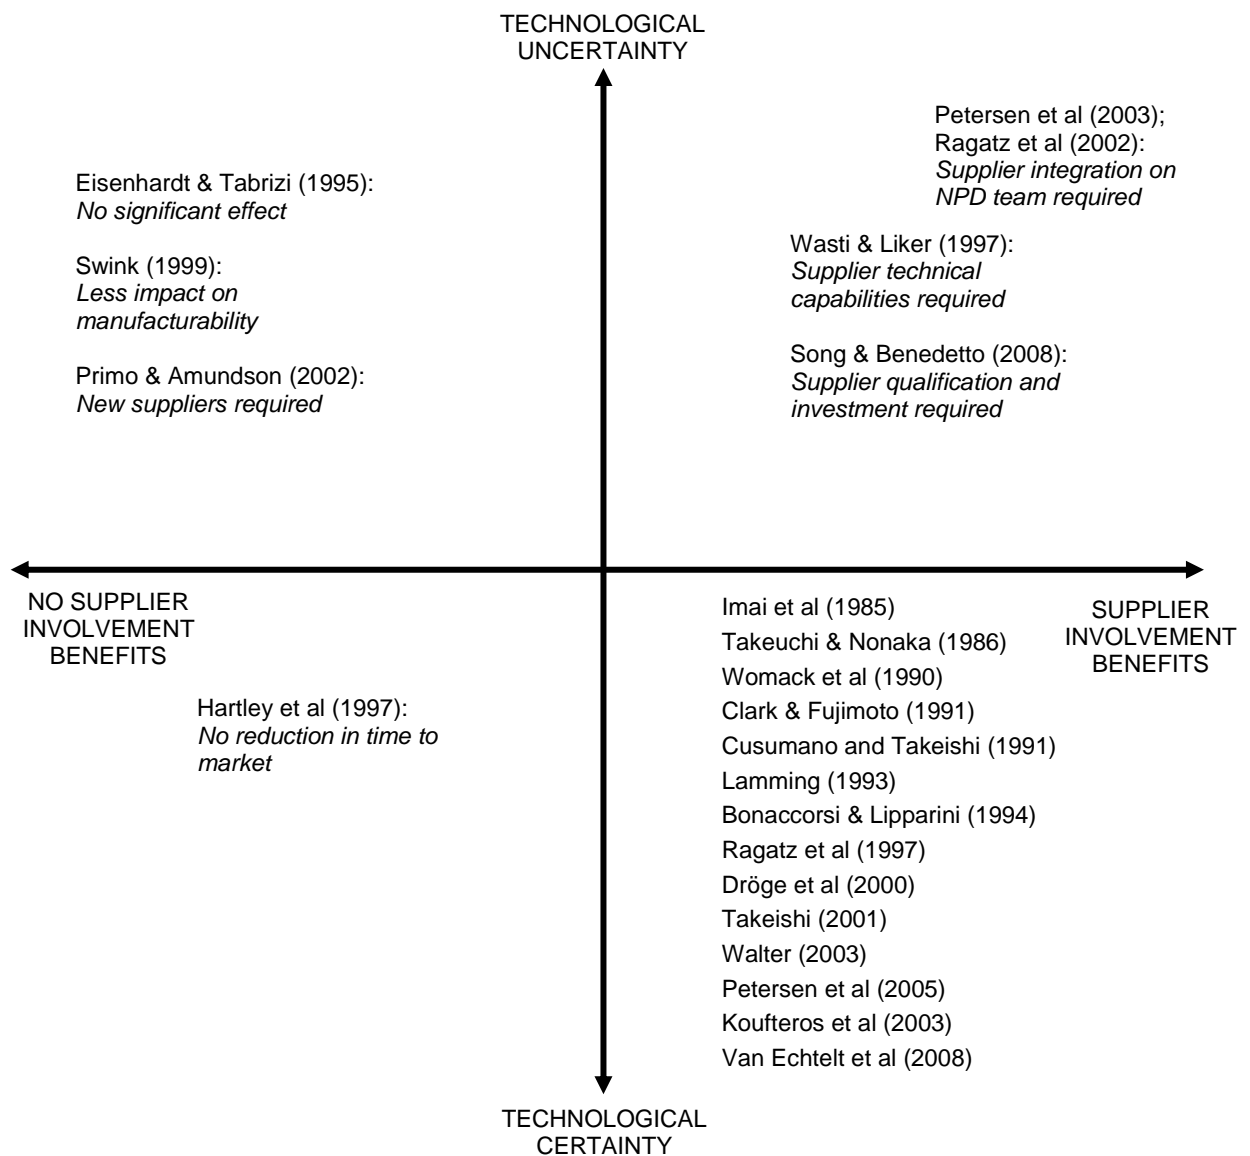 TECHNOLOGICAL
UNCERTAINTY
Eisenhardt & Tabrizi (1995):
No significant effect
Swink (1999):
Less impact on
manufacturability
Primo & Amundson (2002):
New suppliers required
Petersen et al (2003);
Ragatz et al (2002):
Supplier integration on
NPD team required
Wasti & Liker (1997):
Supplier technical
capabilities required
Song & Benedetto (2008):
Supplier qualification and
investment required
NO SUPPLIER
INVOLVEMENT
BENEFITS
SUPPLIER
INVOLVEMENT
BENEFITS
Hartley et al (1997):
No reduction in time to
market
Imai et al (1985)
Takeuchi & Nonaka (1986)
Womack et al (1990)
Clark & Fujimoto (1991)
Cusumano and Takeishi (1991)
Lamming (1993)
Bonaccorsi & Lipparini (1994)
Ragatz et al (1997)
Dröge et al (2000)
Takeishi (2001)
Walter (2003)
Petersen et al (2005)
Koufteros et al (2003)
Van Echtelt et al (2008)
TECHNOLOGICAL
CERTAINTY